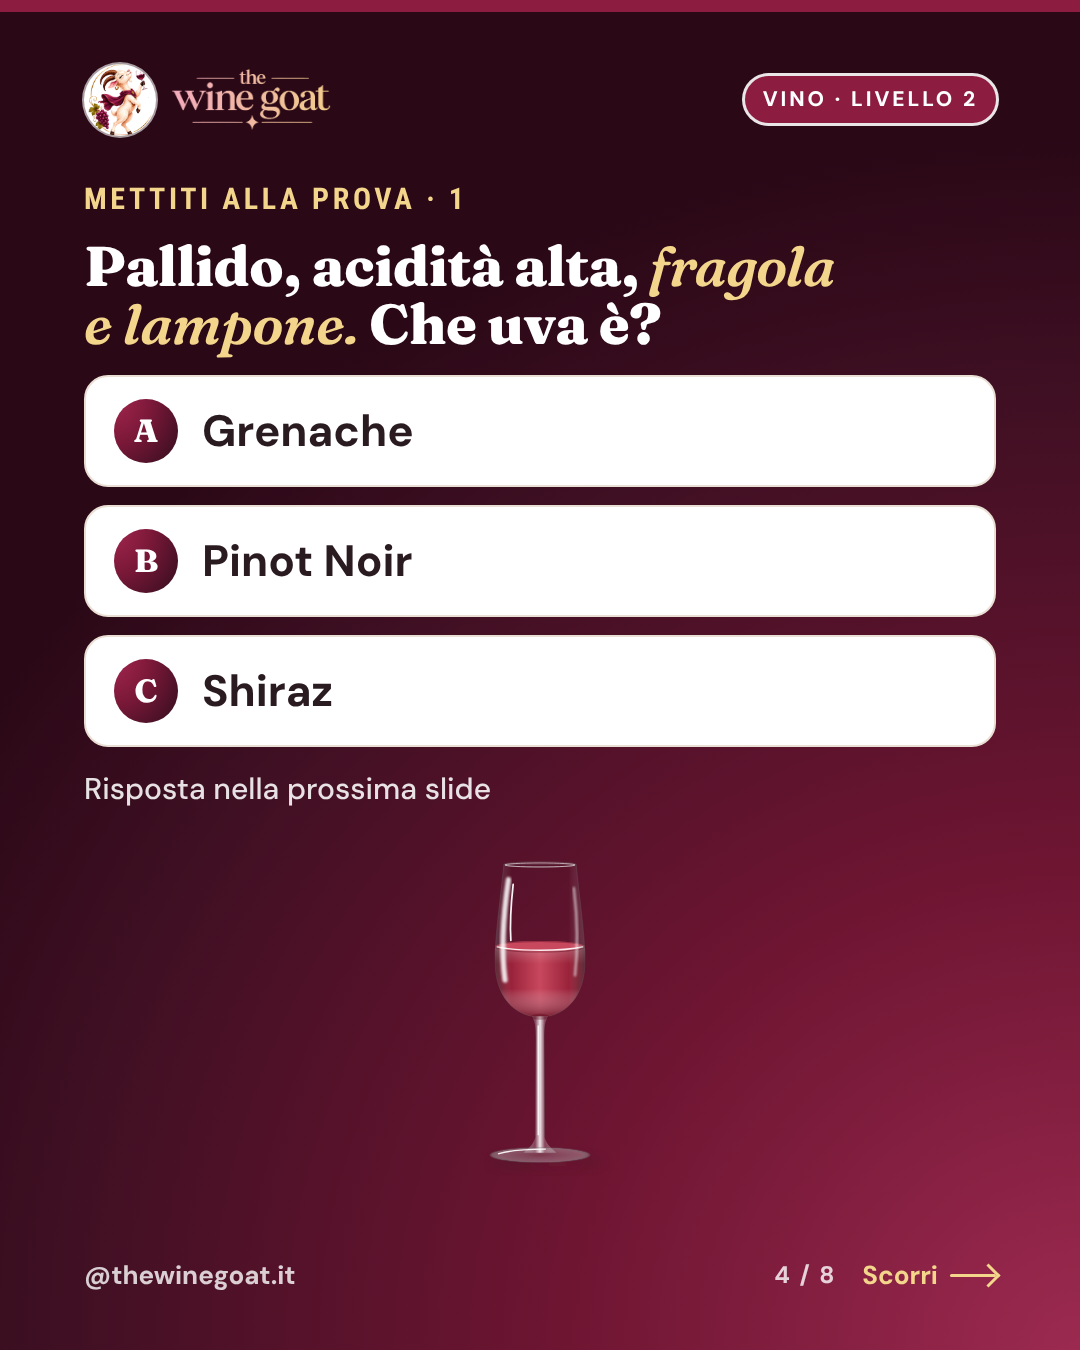 the
wine goat
VINO · LIVELLO 2
METTITI ALLA PROVA · 1
Pallido, acidità alta, fragola
e lampone. Che uva è?
A Grenache
B Pinot Noir
C Shiraz
Risposta nella prossima slide
@thewinegoat.it
4 / 8 Scorri